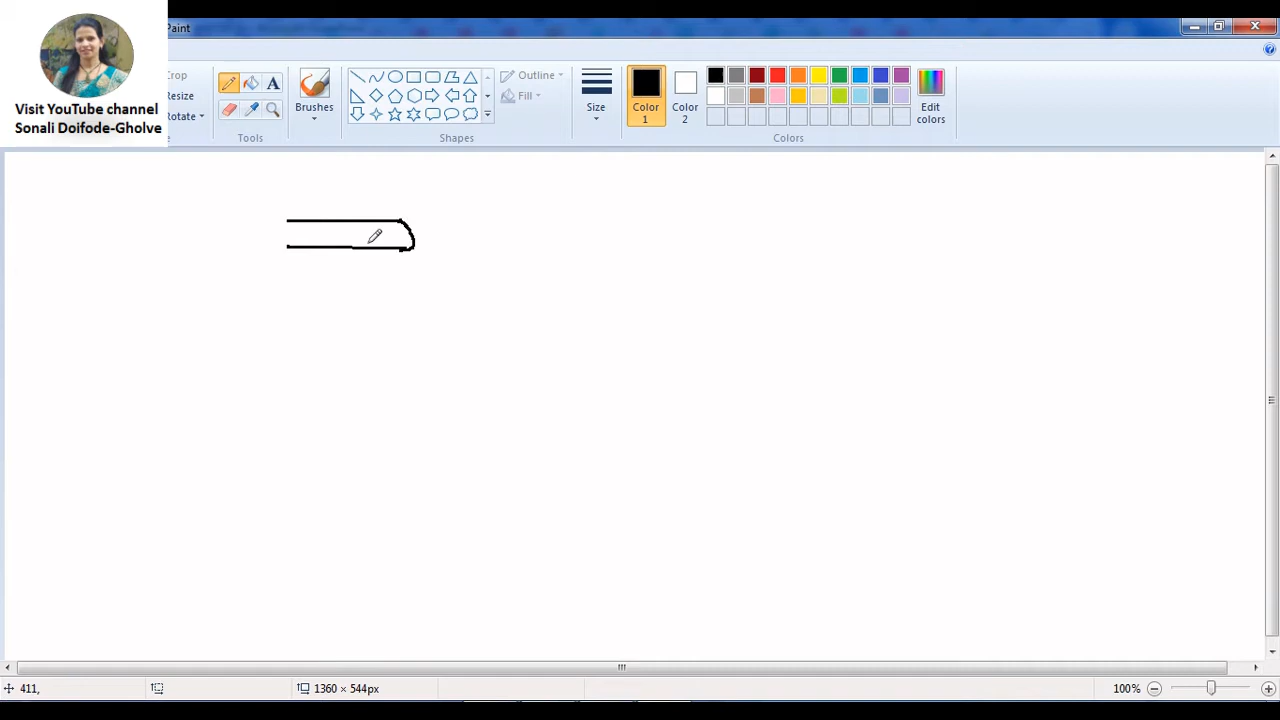 Paint
Visit YouTube channel
Sonali Doifode-Gholve
Crop
Resize
Rotate
Tools
Brushes
Shapes
Outline
Fill
Size
Color
1
Color
2
Edit
colors
Colors
411,
1360 × 544px
100%